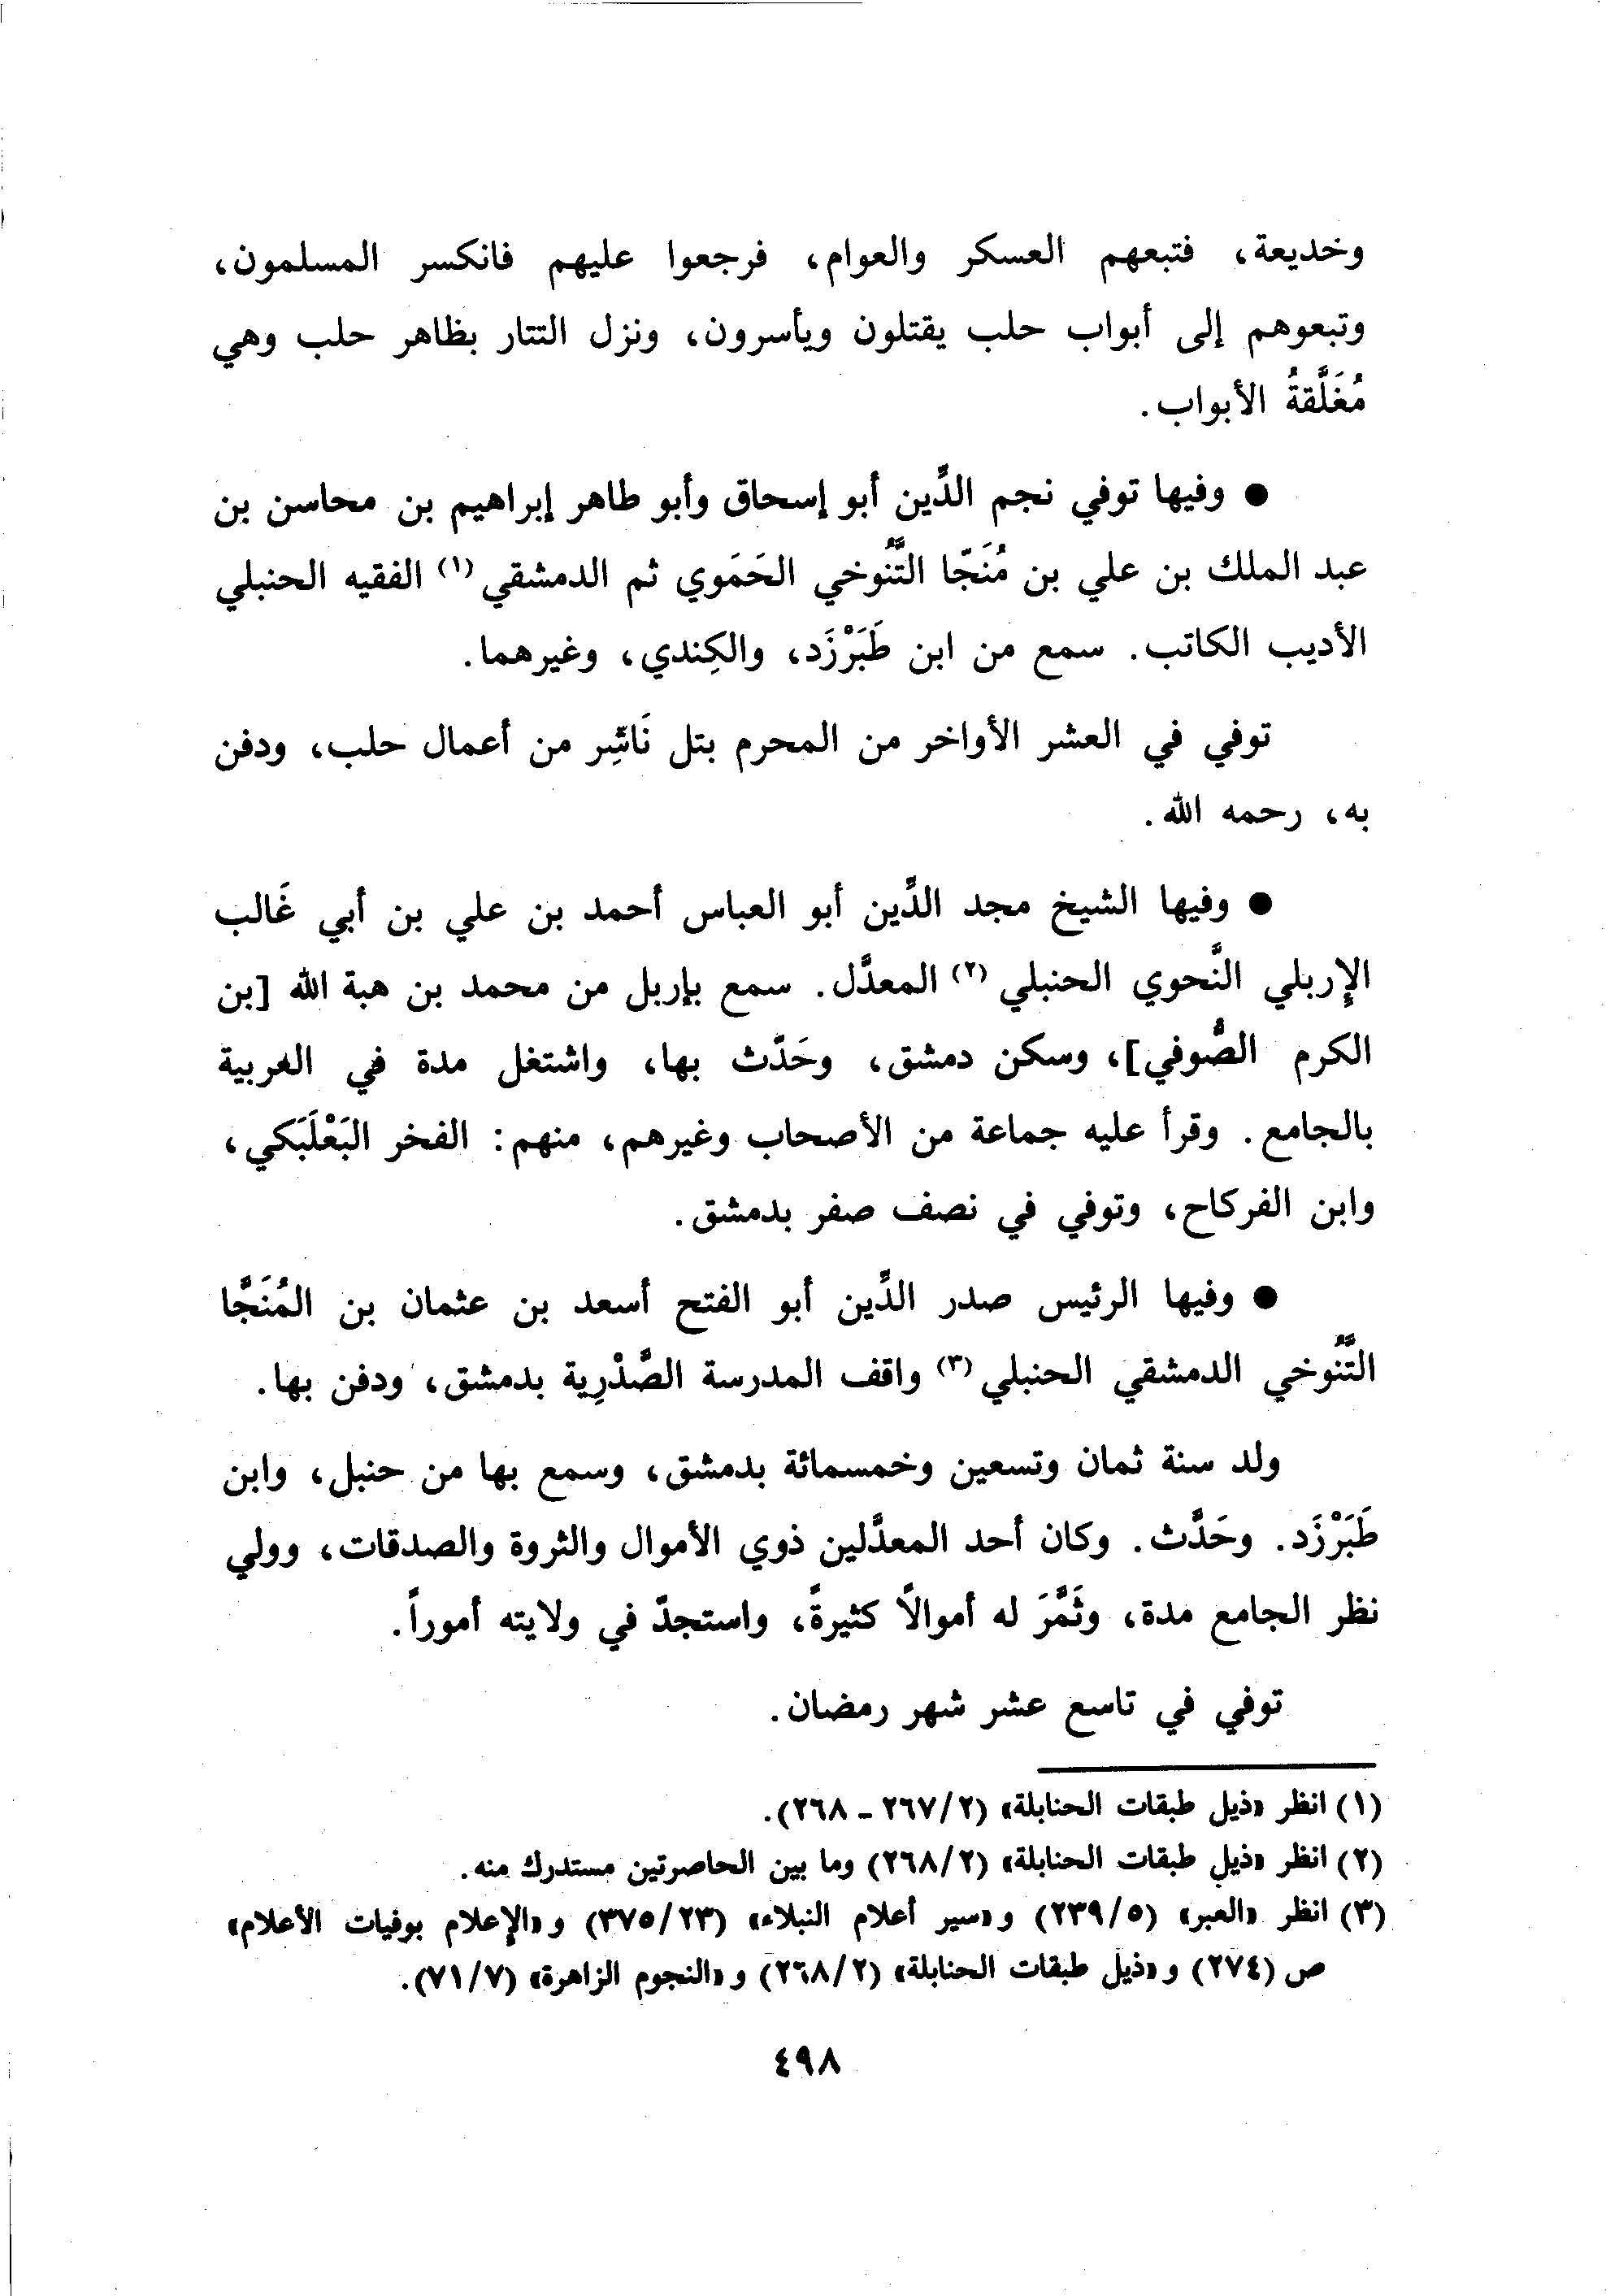 وخديعة، فتبعهم العسكر والعوام، فرجعوا عليهم فانكسر المسلمون،
وتبعوهم إلى أبواب حلب يقتلون ويأسرون، ونزل التتار بظاهر حلب وهي
مُغَلَّقةُ الأبواب.
● وفيها توفي نجم الدِّين أبو إسحاق وأبو طاهر إبراهيم بن محاسن بن
عبد الملك بن علي بن مُنَجّا التَّنُوخي الحَمَوي ثم الدمشقي (١) الفقيه الحنبلي
الأديب الكاتب. سمع من ابن طَبَرْزَد، والكِندي، وغيرهما.
توفي في العشر الأواخر من المحرم بتل نَاشِر من أعمال حلب، ودفن
به، رحمه الله.
● وفيها الشيخ مجد الدِّين أبو العباس أحمد بن علي بن أبي غَالب
الإربلي النَّحوي الحنبلي (٢) المعدَّل. سمع بإربل من محمد بن هبة الله [بن
الكرم الصُّوفي]، وسكن دمشق، وحَدَّث بها، واشتغل مدة في العربية
بالجامع. وقرأ عليه جماعة من الأصحاب وغيرهم، منهم: الفخر البَعْلَبَكي،
وابن الفركاح، وتوفي في نصف صفر بدمشق.
● وفيها الرئيس صدر الدِّين أبو الفتح أسعد بن عثمان بن المُنَجَّا
التَّنُوخي الدمشقي الحنبلي (٣) واقف المدرسة الصَّدْرِية بدمشق، ودفن بها.
ولد سنة ثمان وتسعين وخمسمائة بدمشق، وسمع بها من حنبل، وابن
طَبَرْزَد. وحَدَّث. وكان أحد المعدَّلين ذوي الأموال والثروة والصدقات، وولي
نظر الجامع مدة، وثَمَّرَ له أموالاً كثيرةً، واستجدّ في ولايته أموراً.
توفي في تاسع عشر شهر رمضان.
(١) انظر «ذيل طبقات الحنابلة» (٢/٢٦٧ - ٢٦٨).
(٢) انظر «ذيل طبقات الحنابلة» (٢/٢٦٨) وما بين الحاصرتين مستدرك منه.
(٣) انظر «العبر» (٥/٢٣٩) و«سير أعلام النبلاء» (٢٣/٣٧٥) و«الإعلام بوفيات الأعلام»
ص (٢٧٤) و«ذيل طبقات الحنابلة» (٢/٢٦٨) و«النجوم الزاهرة» (٧/٧١).
٤٩٨